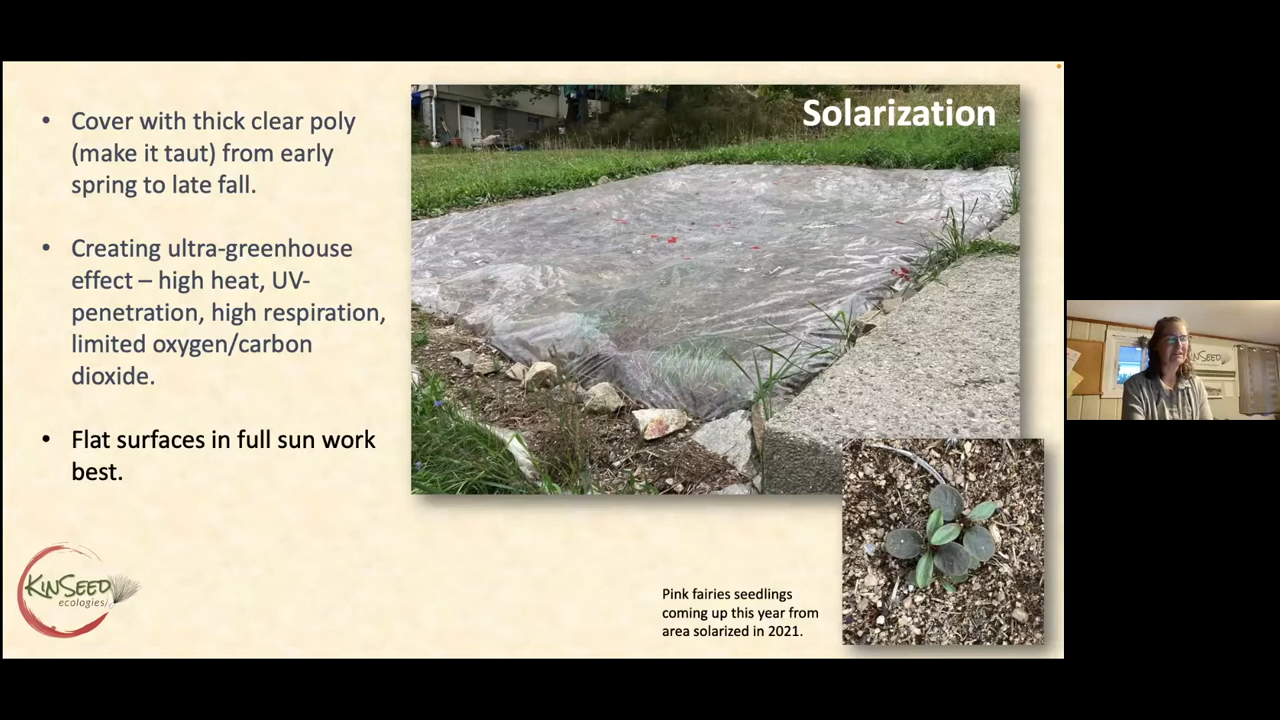 Solarization
• Cover with thick clear poly
(make it taut) from early
spring to late fall.
• Creating ultra-greenhouse
effect – high heat, UV-
penetration, high respiration,
limited oxygen/carbon
dioxide.
• Flat surfaces in full sun work
best.
KINSEED
ecologies
Pink fairies seedlings
coming up this year from
area solarized in 2021.
KINSEED